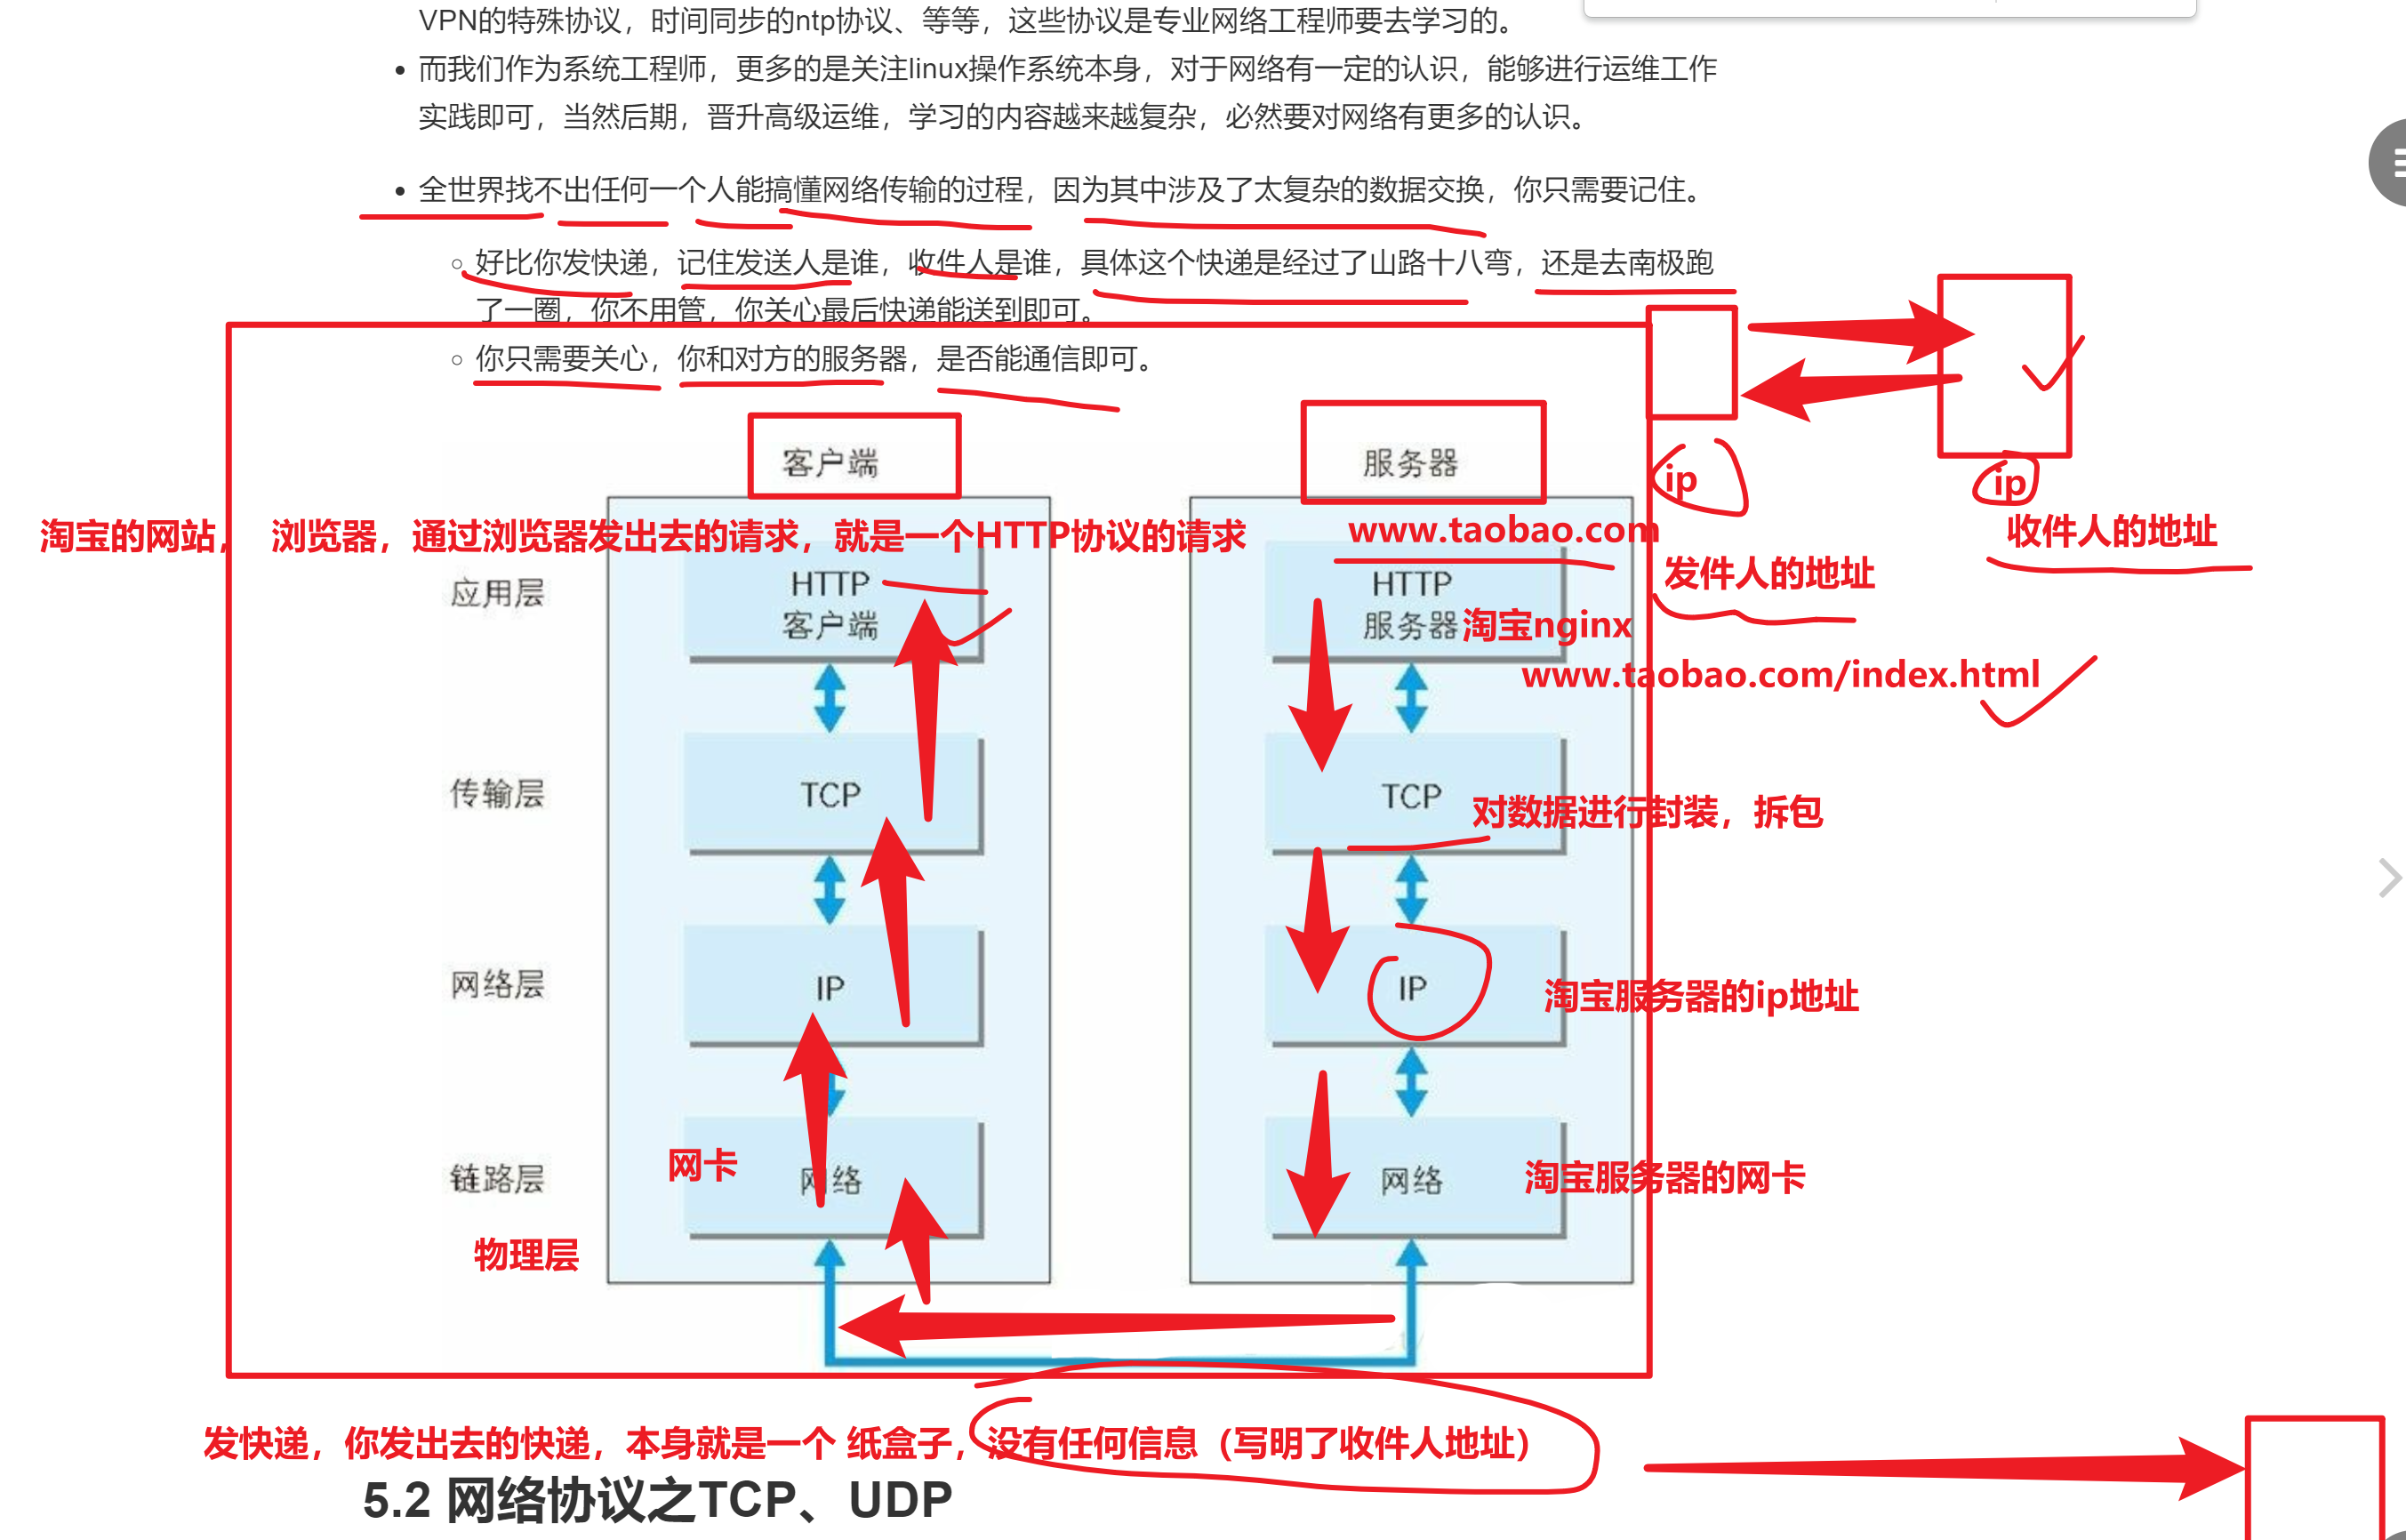 VPN的特殊协议，时间同步的ntp协议、等等，这些协议是专业网络工程师要去学习的。
而我们作为系统工程师，更多的是关注linux操作系统本身，对于网络有一定的认识，能够进行运维工作
实践即可，当然后期，晋升高级运维，学习的内容越来越复杂，必然要对网络有更多的认识。
全世界找不出任何一个人能搞懂网络传输的过程，因为其中涉及了太复杂的数据交换，你只需要记住。
好比你发快递，记住发送人是谁，收件人是谁，具体这个快递是经过了山路十八弯，还是去南极跑
了一圈，你不用管，你关心最后快递能送到即可。
你只需要关心，你和对方的服务器，是否能通信即可。
客户端
服务器
ip
ip
淘宝的网站， 浏览器，通过浏览器发出去的请求，就是一个HTTP协议的请求
www.taobao.com
收件人的地址
发件人的地址
应用层
HTTP
客户端
HTTP
服务器
淘宝nginx
www.taobao.com/index.html
传输层
TCP
TCP
对数据进行封装，拆包
网络层
IP
IP
淘宝服务器的ip地址
链路层
网卡
网络
网络
淘宝服务器的网卡
物理层
发快递，你发出去的快递，本身就是一个 纸盒子，没有任何信息（写明了收件人地址）
5.2 网络协议之TCP、UDP